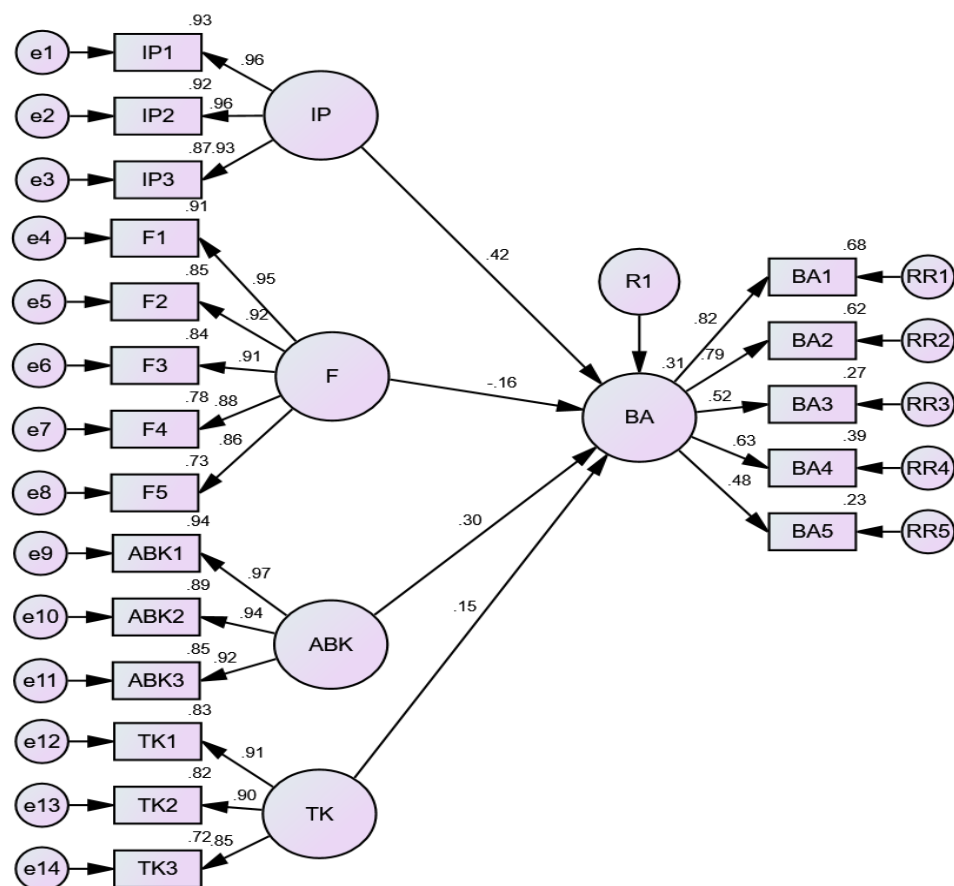 .93
e1 IP1 .96
.92
e2 IP2 .96 IP
.87 .93
e3 IP3
.91
e4 F1
.42
.68
.85 .95 R1 BA1 RR1
e5 F2 .82
.92 .62
.84 .31 .79 BA2 RR2
e6 F3 .91 F -.16 .27
.78 .88 BA .52 BA3 RR3
e7 F4 .63 .39
.86 BA4 RR4
.73 .48
e8 F5 .23
.94 .30 BA5 RR5
e9 ABK1 .97
.89
e10 ABK2 .94 .15
.85 .92 ABK
e11 ABK3
.83
e12 TK1 .91
.82
e13 TK2 .90 TK
.72 .85
e14 TK3